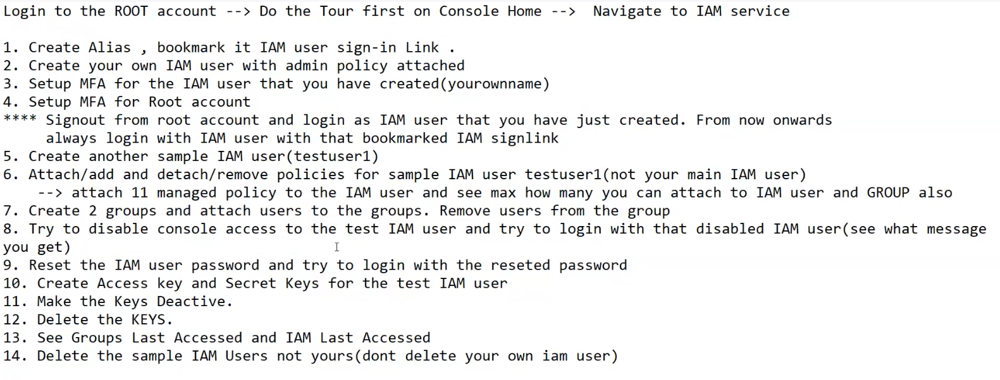 Login to the ROOT account --> Do the Tour first on Console Home -->  Navigate to IAM service
1. Create Alias , bookmark it IAM user sign-in Link .
2. Create your own IAM user with admin policy attached
3. Setup MFA for the IAM user that you have created(yourownname)
4. Setup MFA for Root account
**** Signout from root account and login as IAM user that you have just created. From now onwards
     always login with IAM user with that bookmarked IAM signlink
5. Create another sample IAM user(testuser1)
6. Attach/add and detach/remove policies for sample IAM user testuser1(not your main IAM user)
    --> attach 11 managed policy to the IAM user and see max how many you can attach to IAM user and GROUP also
7. Create 2 groups and attach users to the groups. Remove users from the group
8. Try to disable console access to the test IAM user and try to login with that disabled IAM user(see what message
you get)
9. Reset the IAM user password and try to login with the reseted password
10. Create Access key and Secret Keys for the test IAM user
11. Make the Keys Deactive.
12. Delete the KEYS.
13. See Groups Last Accessed and IAM Last Accessed
14. Delete the sample IAM Users not yours(dont delete your own iam user)